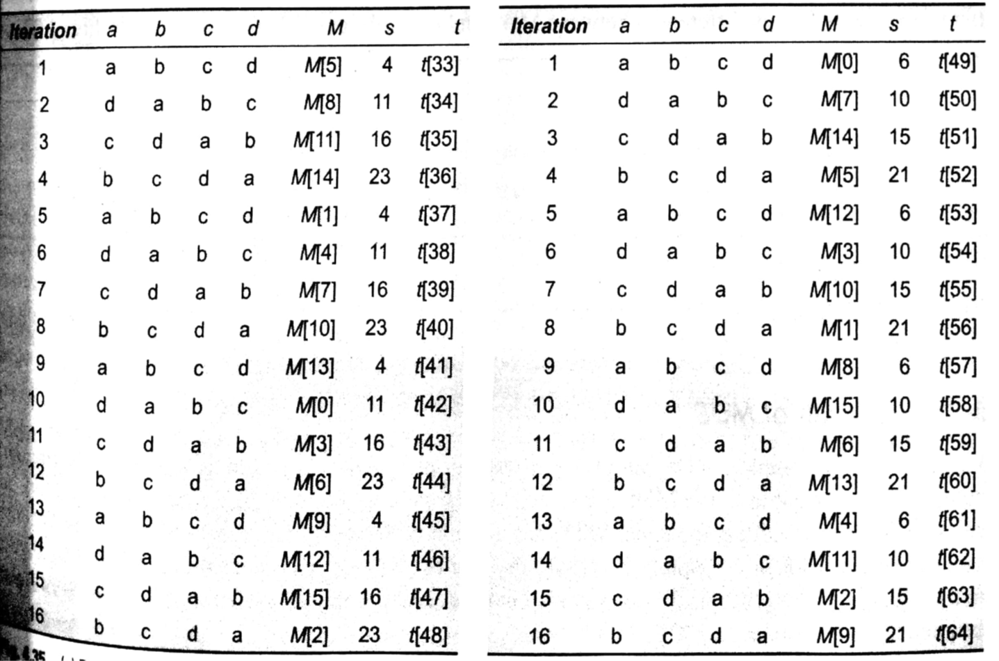 Iteration a b c d M s t
1 a b c d M[5] 4 t[33]
2 d a b c M[8] 11 t[34]
3 c d a b M[11] 16 t[35]
4 b c d a M[14] 23 t[36]
5 a b c d M[1] 4 t[37]
6 d a b c M[4] 11 t[38]
7 c d a b M[7] 16 t[39]
8 b c d a M[10] 23 t[40]
9 a b c d M[13] 4 t[41]
10 d a b c M[0] 11 t[42]
11 c d a b M[3] 16 t[43]
12 b c d a M[6] 23 t[44]
13 a b c d M[9] 4 t[45]
14 d a b c M[12] 11 t[46]
15 c d a b M[15] 16 t[47]
16 b c d a M[2] 23 t[48]
Iteration a b c d M s t
1 a b c d M[0] 6 t[49]
2 d a b c M[7] 10 t[50]
3 c d a b M[14] 15 t[51]
4 b c d a M[5] 21 t[52]
5 a b c d M[12] 6 t[53]
6 d a b c M[3] 10 t[54]
7 c d a b M[10] 15 t[55]
8 b c d a M[1] 21 t[56]
9 a b c d M[8] 6 t[57]
10 d a b c M[15] 10 t[58]
11 c d a b M[6] 15 t[59]
12 b c d a M[13] 21 t[60]
13 a b c d M[4] 6 t[61]
14 d a b c M[11] 10 t[62]
15 c d a b M[2] 15 t[63]
16 b c d a M[9] 21 t[64]